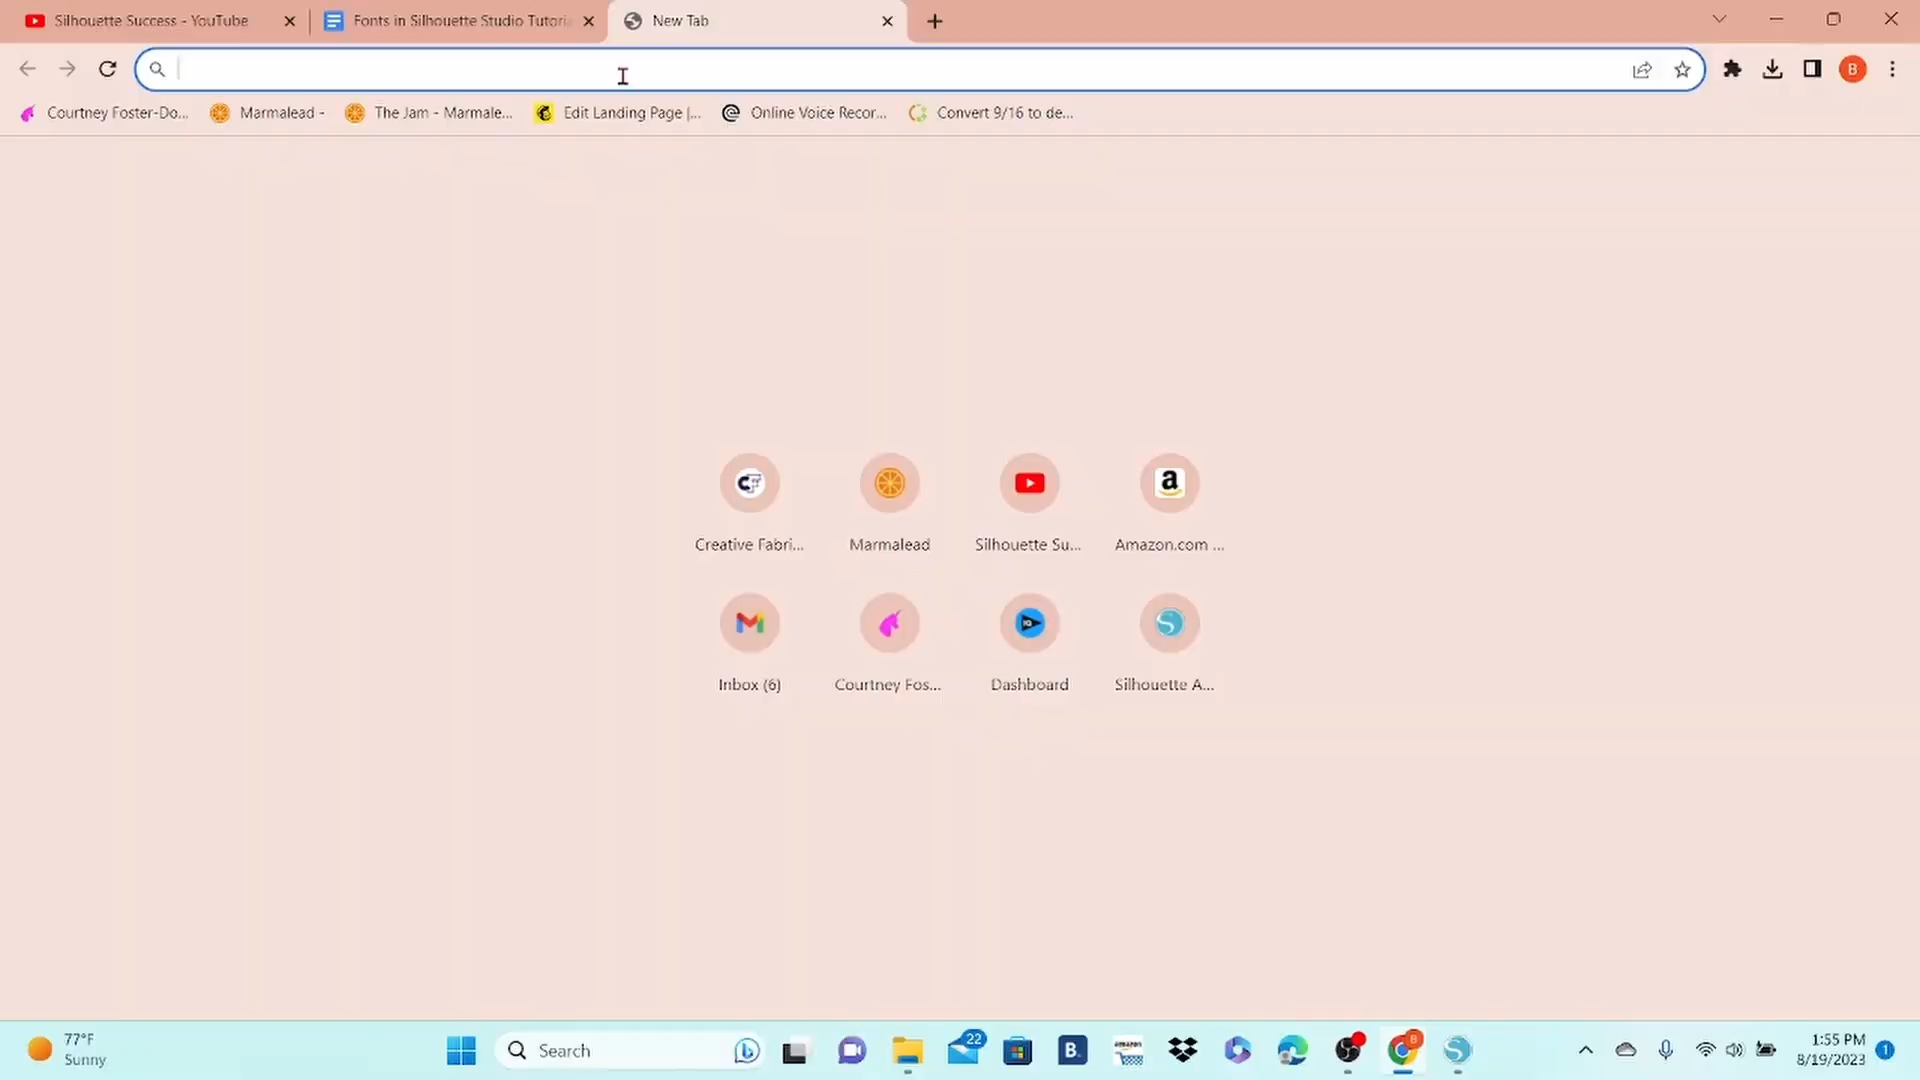 Silhouette Success - YouTube
Fonts in Silhouette Studio Tutori
New Tab
B
Courtney Foster-Do...
Marmalead -
The Jam - Marmale...
Edit Landing Page |...
Online Voice Recor...
Convert 9/16 to de...
Creative Fabri...
Marmalead
Silhouette Su...
Amazon.com ...
Inbox (6)
Courtney Fos...
Dashboard
Silhouette A...
77°F
Sunny
Search
22
B.
amazon
B
1:55 PM
8/19/2023
1